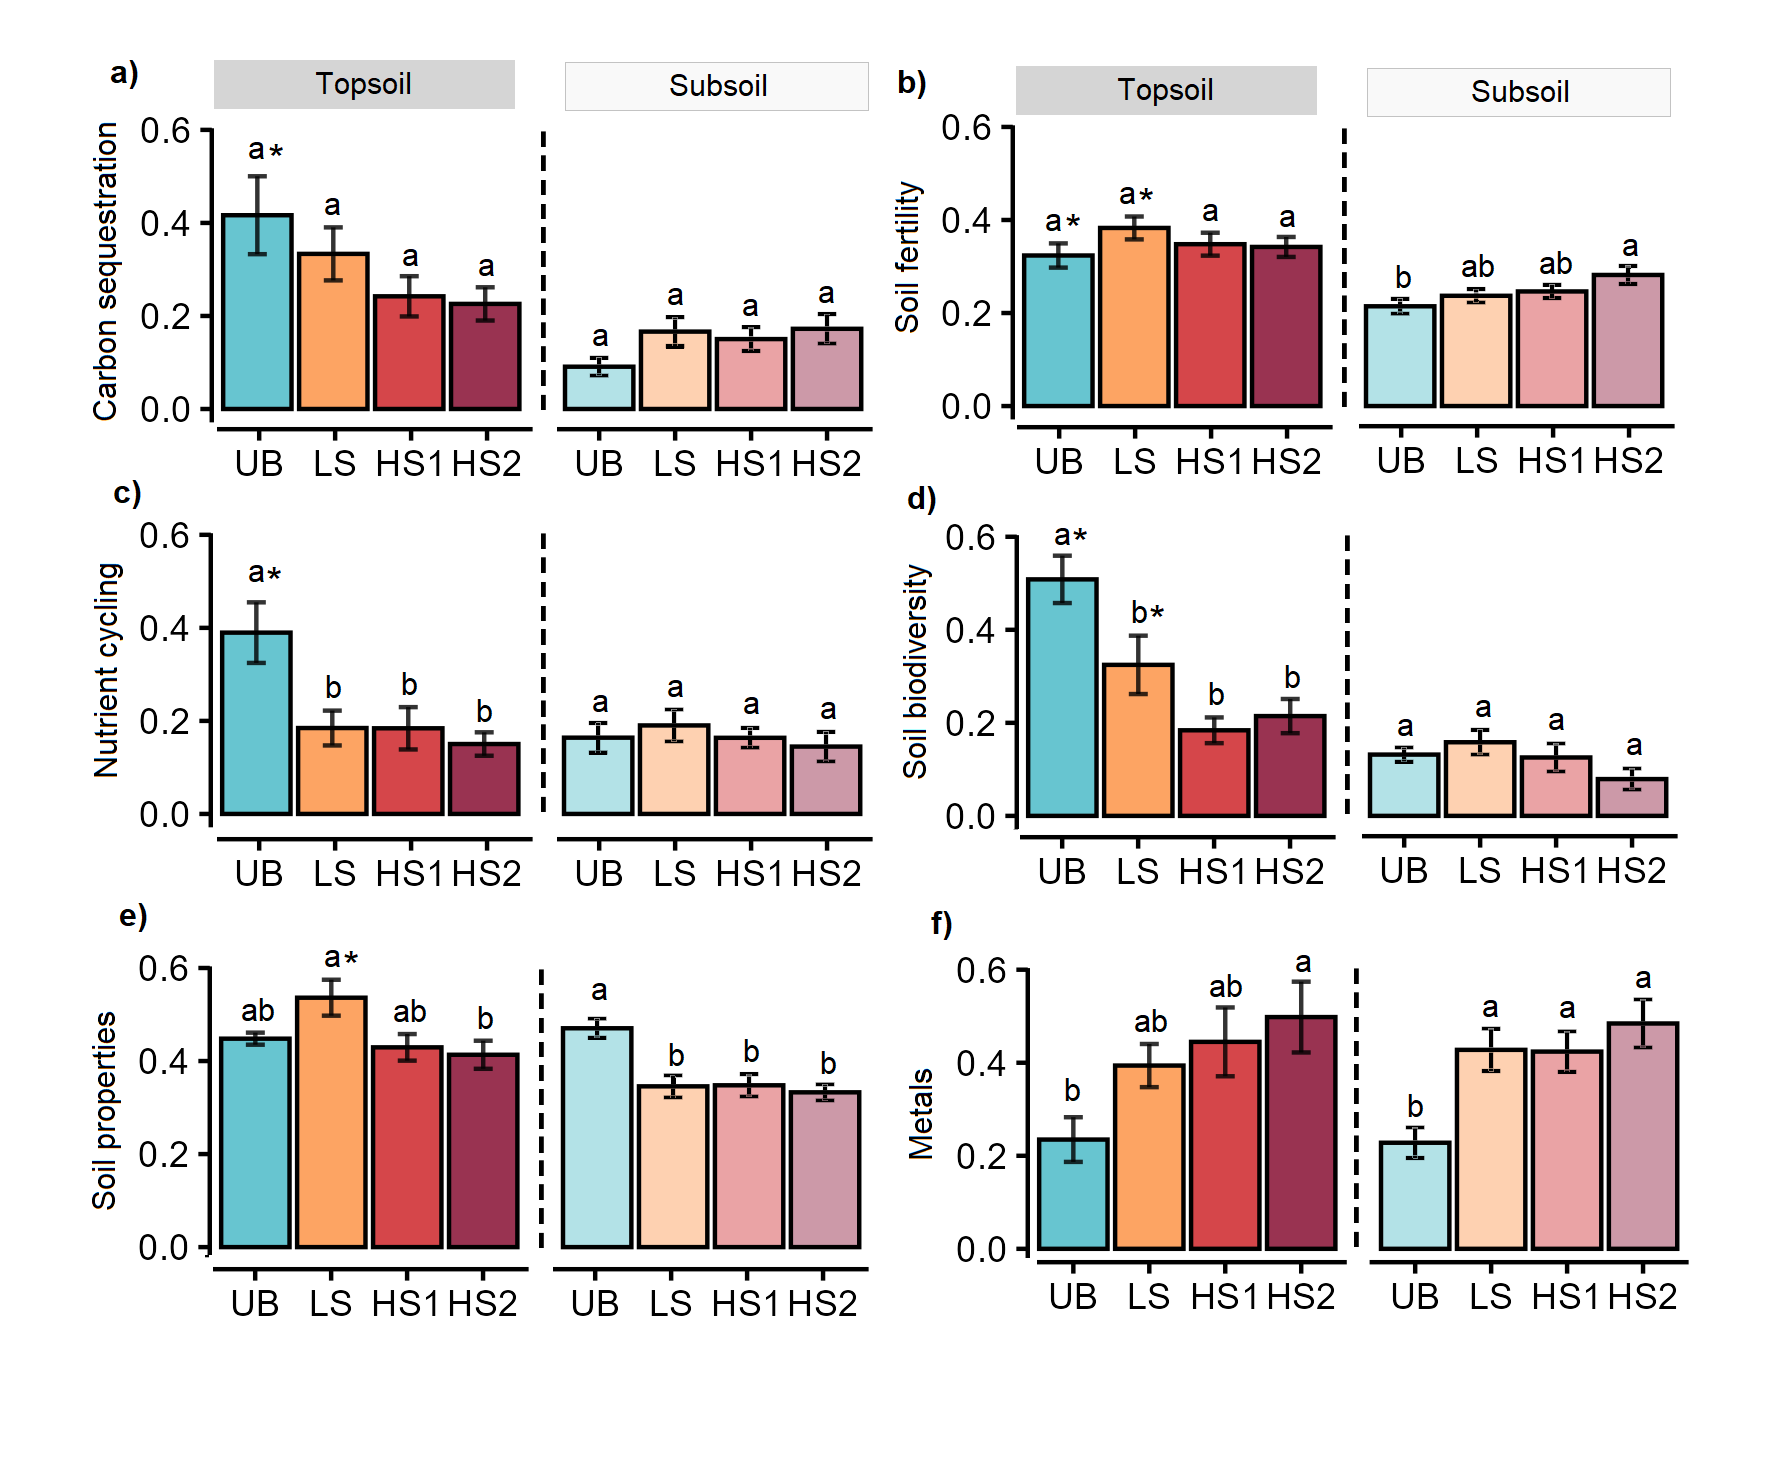 a)
Topsoil
Subsoil
Carbon sequestration
0.6
0.4
0.2
0.0
a*
a
a
a
a
a
a
a
UB LS HS1 HS2
UB LS HS1 HS2
b)
Topsoil
Subsoil
Soil fertility
0.6
0.4
0.2
0.0
a*
a*
a
a
b
ab
ab
a
UB LS HS1 HS2
UB LS HS1 HS2
c)
Nutrient cycling
0.6
0.4
0.2
0.0
a*
b
b
b
a
a
a
a
UB LS HS1 HS2
UB LS HS1 HS2
d)
Soil biodiversity
0.6
0.4
0.2
0.0
a*
b*
b
b
a
a
a
a
UB LS HS1 HS2
UB LS HS1 HS2
e)
Soil properties
0.6
0.4
0.2
0.0
ab
a*
ab
b
a
b
b
b
UB LS HS1 HS2
UB LS HS1 HS2
f)
Metals
0.6
0.4
0.2
0.0
b
ab
ab
a
b
a
a
a
UB LS HS1 HS2
UB LS HS1 HS2